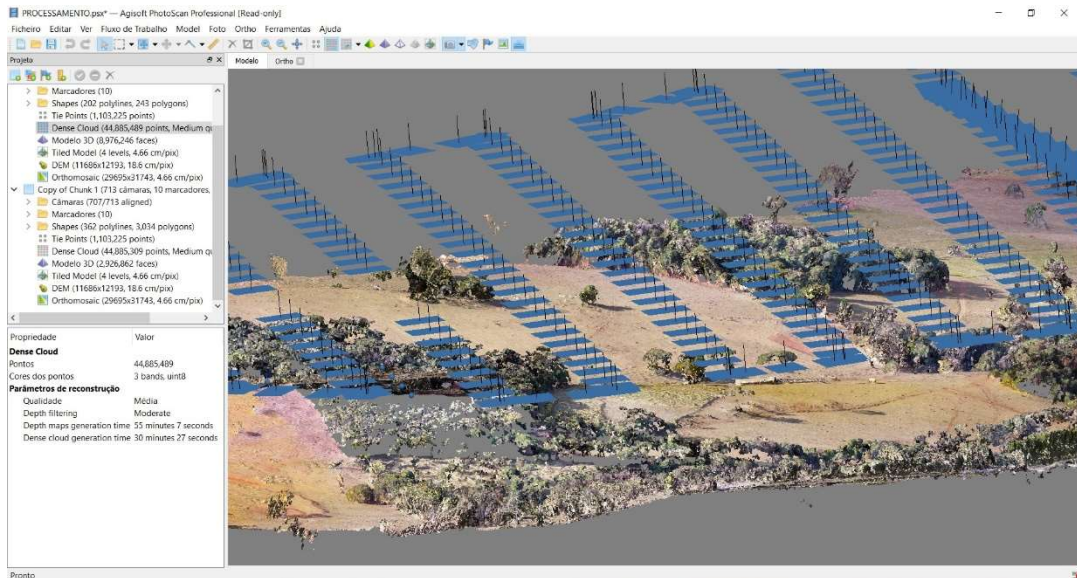 PROCESSAMENTO.psx* — Agisoft PhotoScan Professional [Read-only]
Ficheiro Editar Ver Fluxo de Trabalho Model Foto Ortho Ferramentas Ajuda
Projeto
Modelo Ortho
Marcadores (10)
Shapes (202 polylines, 243 polygons)
Tie Points (1,103,225 points)
Dense Cloud (44,885,489 points, Medium qu
Modelo 3D (8,976,246 faces)
Tiled Model (4 levels, 4.66 cm/pix)
DEM (11686x12193, 18.6 cm/pix)
Orthomosaic (29695x31743, 4.66 cm/pix)
Copy of Chunk 1 (713 câmaras, 10 marcadores,
Câmaras (707/713 aligned)
Marcadores (10)
Shapes (362 polylines, 3,034 polygons)
Tie Points (1,103,225 points)
Dense Cloud (44,885,309 points, Medium qu
Modelo 3D (2,926,862 faces)
Tiled Model (4 levels, 4.66 cm/pix)
DEM (11686x12193, 18.6 cm/pix)
Orthomosaic (29695x31743, 4.66 cm/pix)
Propriedade Valor
Dense Cloud
Pontos 44,885,489
Cores dos pontos 3 bands, uint8
Parâmetros de reconstrução
Qualidade Média
Depth filtering Moderate
Depth maps generation time 55 minutes 7 seconds
Dense cloud generation time 30 minutes 27 seconds
Pronto